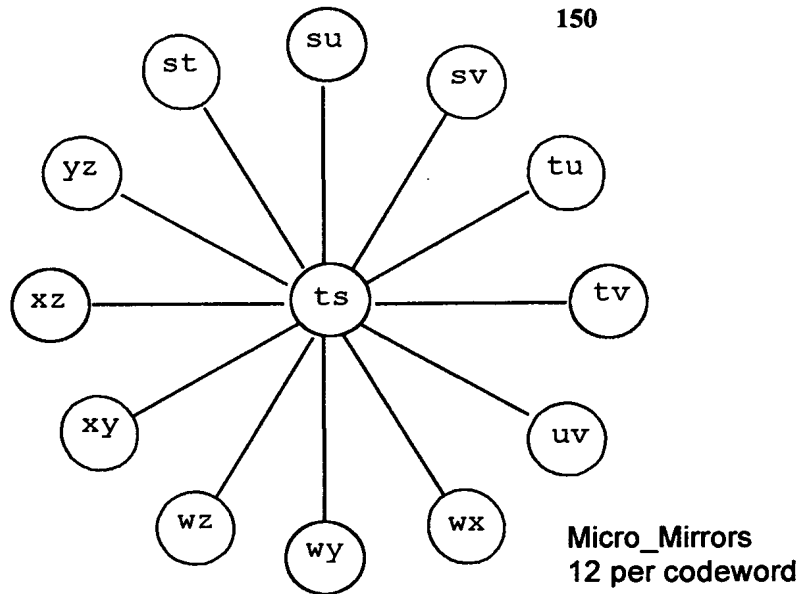 150
su
st
sv
yz
tu
xz
ts
tv
xy
uv
wz
wy
wx
Micro_Mirrors
12 per codeword